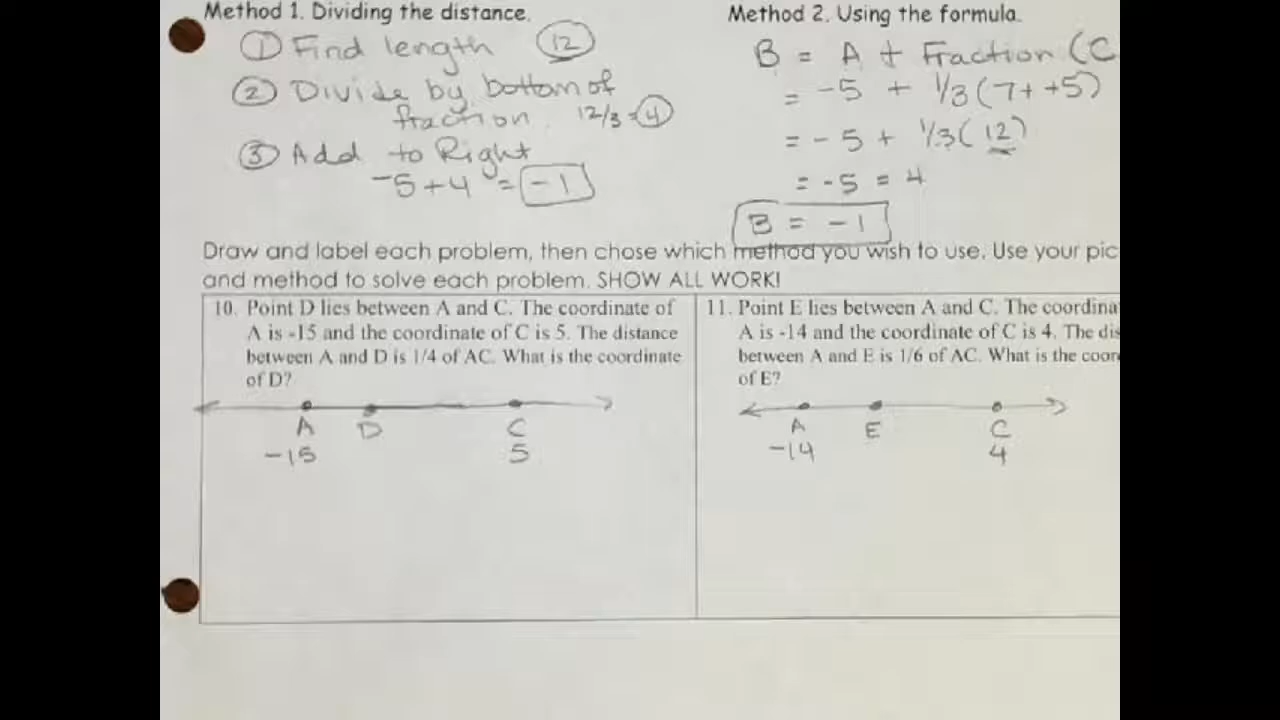 Method 1. Dividing the distance.
① Find length 12
② Divide by bottom of
fraction. 12/3 = 4
③ Add to Right
-5 + 4 = -1
Method 2. Using the formula.
B = A + Fraction (C
= -5 + 1/3 (7 + +5)
= -5 + 1/3 (12)
= -5 = 4
B = -1
Draw and label each problem, then chose which method you wish to use. Use your pic
and method to solve each problem. SHOW ALL WORK!
10. Point D lies between A and C. The coordinate of
A is -15 and the coordinate of C is 5. The distance
between A and D is 1/4 of AC. What is the coordinate
of D?
A D C
-15 5
11. Point E lies between A and C. The coordina
A is -14 and the coordinate of C is 4. The dis
between A and E is 1/6 of AC. What is the coor
of E?
A E C
-14 4